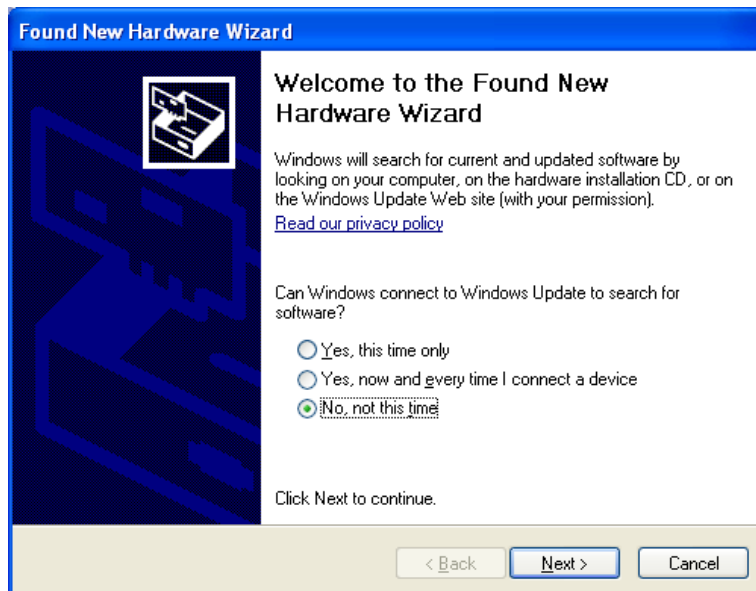 Found New Hardware Wizard
Welcome to the Found New
Hardware Wizard
Windows will search for current and updated software by
looking on your computer, on the hardware installation CD, or on
the Windows Update Web site (with your permission).
Read our privacy policy
Can Windows connect to Windows Update to search for
software?
Yes, this time only
Yes, now and every time I connect a device
No, not this time
Click Next to continue.
< Back
Next >
Cancel